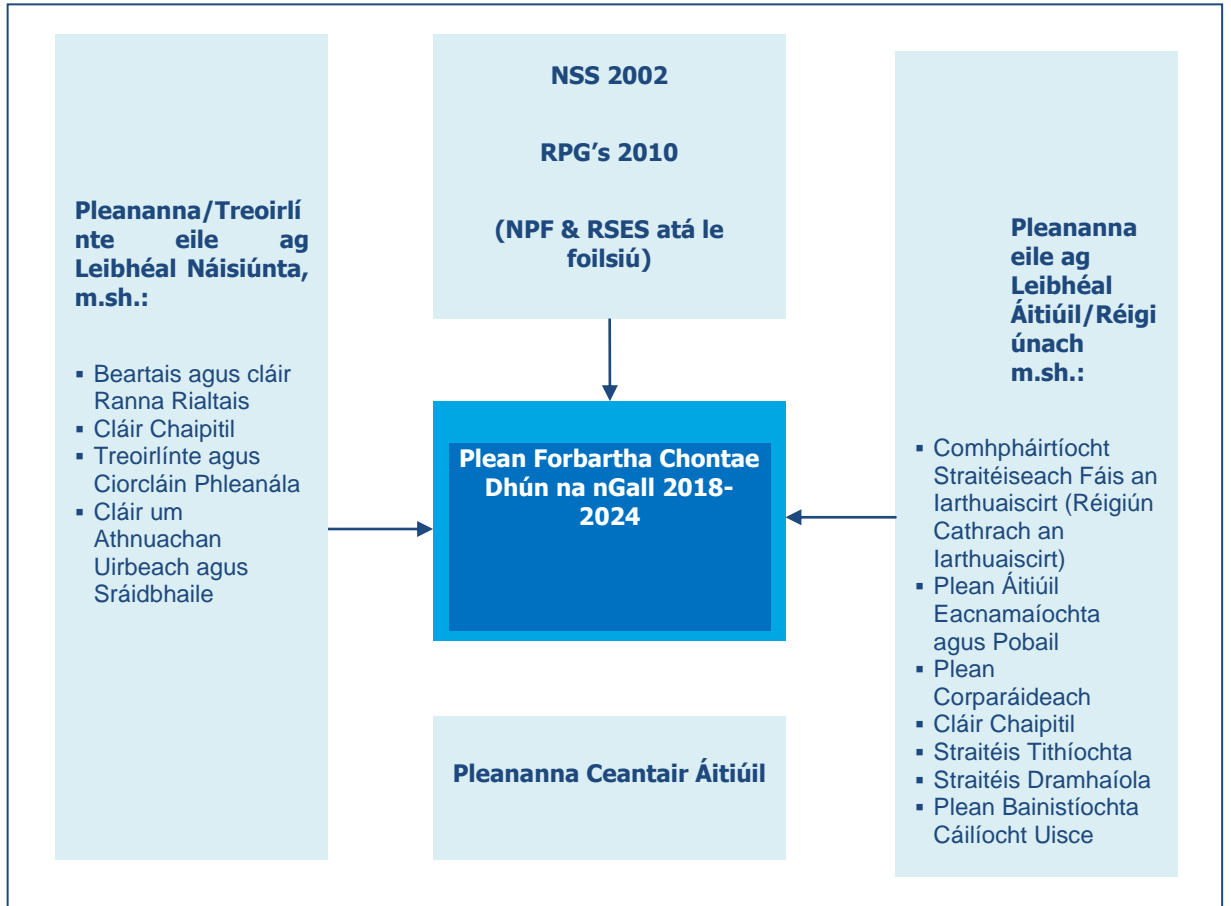 Pleananna/Treoirlí
nte eile ag
Leibhéal Náisiúnta,
m.sh.:
▪ Beartais agus cláir
Ranna Rialtais
▪ Cláir Chaipitil
▪ Treoirlínte agus
Ciorcláin Phleanála
▪ Cláir um
Athnuachan
Uirbeach agus
Sráidbhaile
NSS 2002
RPG's 2010
(NPF & RSES atá le
foilsiú)
Plean Forbartha Chontae
Dhún na nGall 2018-
2024
Pleananna Ceantair Áitiúil
Pleananna
eile ag
Leibhéal
Áitiúil/Réigi
únach
m.sh.:
▪ Comhpháirtíocht
Straitéiseach Fáis an
Iarthuaiscirt (Réigiún
Cathrach an
Iarthuaiscirt)
▪ Plean Áitiúil
Eacnamaíochta
agus Pobail
▪ Plean
Corparáideach
▪ Cláir Chaipitil
▪ Straitéis Tithíochta
▪ Straitéis Dramhaíola
▪ Plean Bainistíochta
Cáilíocht Uisce